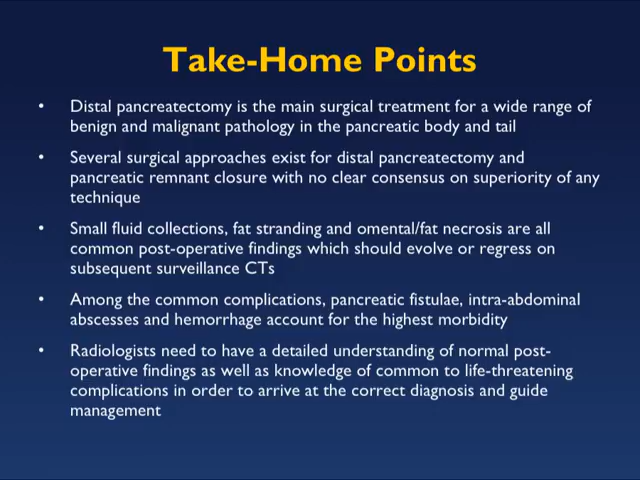 Take-Home Points
• Distal pancreatectomy is the main surgical treatment for a wide range of
benign and malignant pathology in the pancreatic body and tail
• Several surgical approaches exist for distal pancreatectomy and
pancreatic remnant closure with no clear consensus on superiority of any
technique
• Small fluid collections, fat stranding and omental/fat necrosis are all
common post-operative findings which should evolve or regress on
subsequent surveillance CTs
• Among the common complications, pancreatic fistulae, intra-abdominal
abscesses and hemorrhage account for the highest morbidity
• Radiologists need to have a detailed understanding of normal post-
operative findings as well as knowledge of common to life-threatening
complications in order to arrive at the correct diagnosis and guide
management